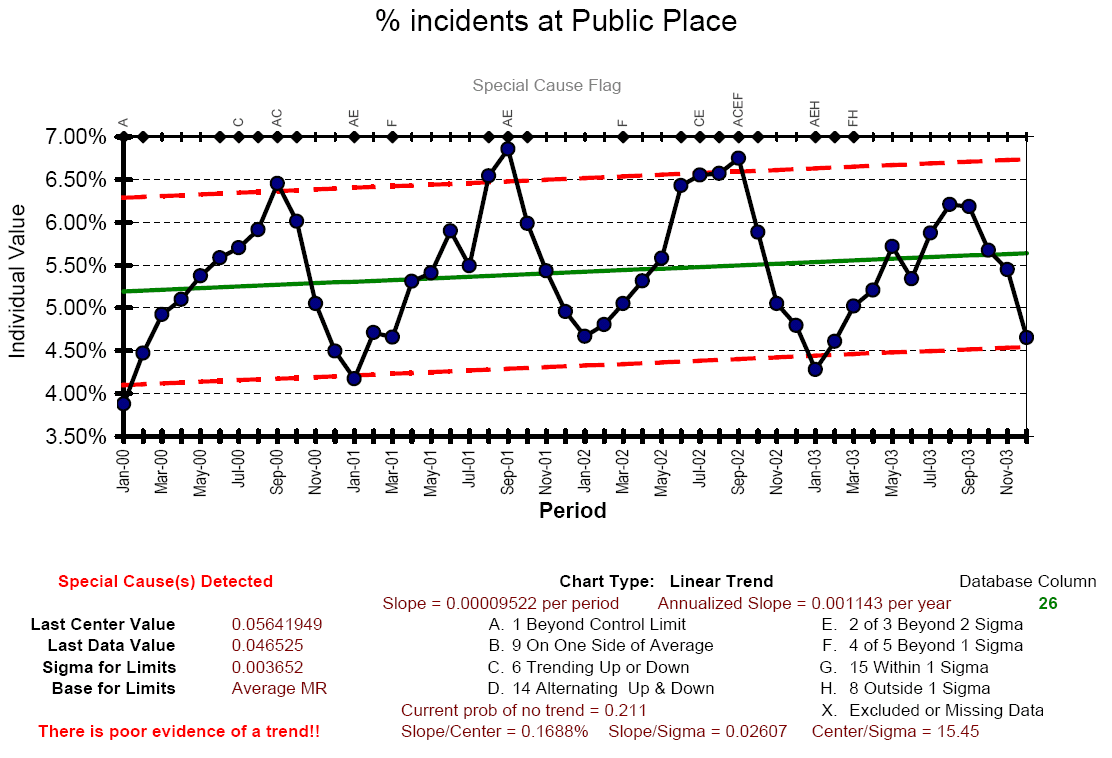 % incidents at Public Place
Special Cause Flag
A C AC AE F AE F CE ACEF AEH FH
7.00%
6.50%
6.00%
5.50%
5.00%
4.50%
4.00%
3.50%
Individual Value
Jan-00 Mar-00 May-00 Jul-00 Sep-00 Nov-00 Jan-01 Mar-01 May-01 Jul-01 Sep-01 Nov-01 Jan-02 Mar-02 May-02 Jul-02 Sep-02 Nov-02 Jan-03 Mar-03 May-03 Jul-03 Sep-03 Nov-03
Period
Special Cause(s) Detected Chart Type: Linear Trend Database Column
Slope = 0.00009522 per period Annualized Slope = 0.001143 per year 26
Last Center Value 0.05641949 A. 1 Beyond Control Limit E. 2 of 3 Beyond 2 Sigma
Last Data Value 0.046525 B. 9 On One Side of Average F. 4 of 5 Beyond 1 Sigma
Sigma for Limits 0.003652 C. 6 Trending Up or Down G. 15 Within 1 Sigma
Base for Limits Average MR D. 14 Alternating Up & Down H. 8 Outside 1 Sigma
Current prob of no trend = 0.211 X. Excluded or Missing Data
There is poor evidence of a trend!! Slope/Center = 0.1688% Slope/Sigma = 0.02607 Center/Sigma = 15.45